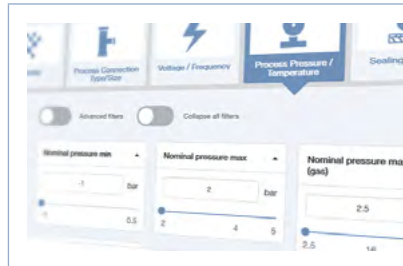 Process Connection
Type/Size
Voltage / Frequency
Process Pressure /
Temperature
Sealing
Advanced filters
Collapse all filters
Nominal pressure min
Nominal pressure max
Nominal pressure ma
(gas)
-1
bar
2
bar
2.5
-1
0.5
2
4
5
2.5
16